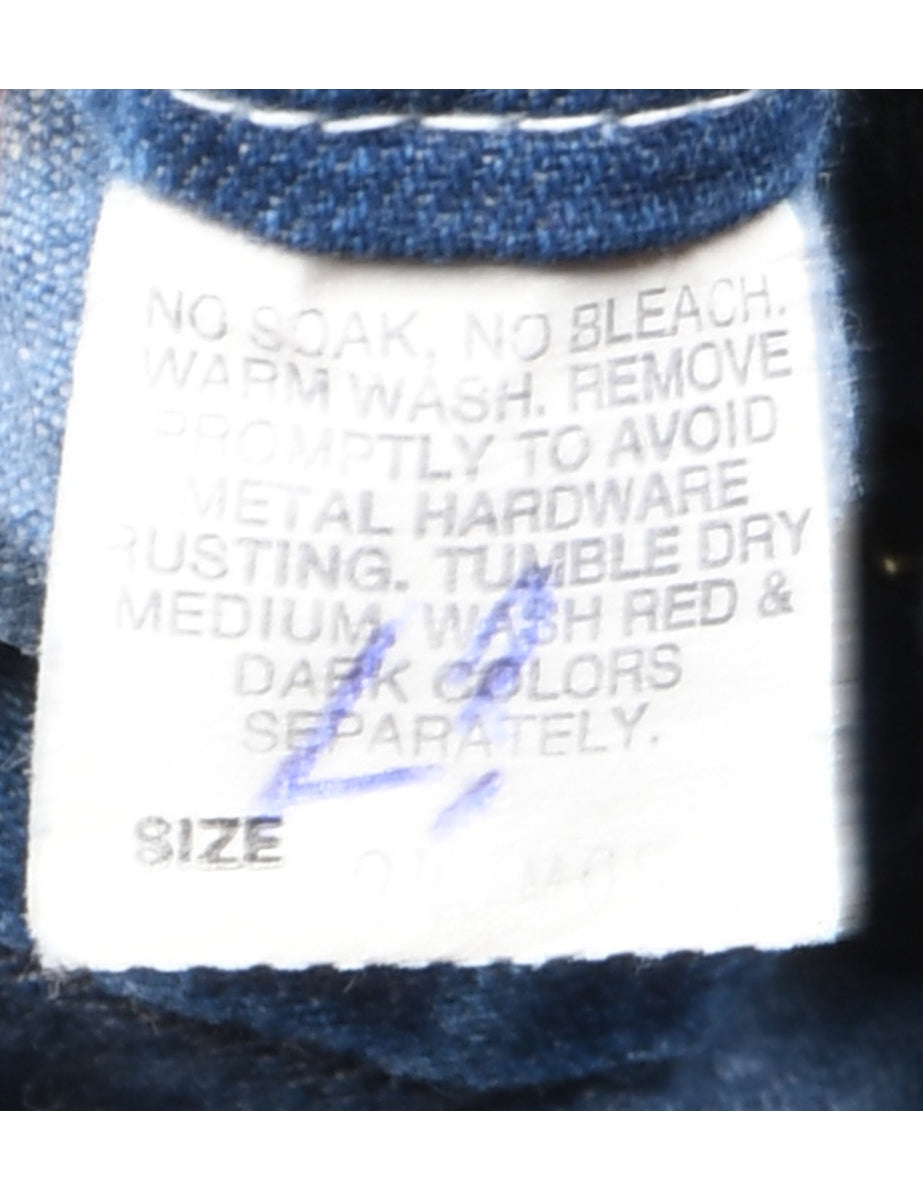 NO SOAK, NO BLEACH.
WARM WASH. REMOVE
PROMPTLY TO AVOID
METAL HARDWARE
RUSTING. TUMBLE DRY
MEDIUM. WASH RED &
DARK COLORS
SEPARATELY.
SIZE